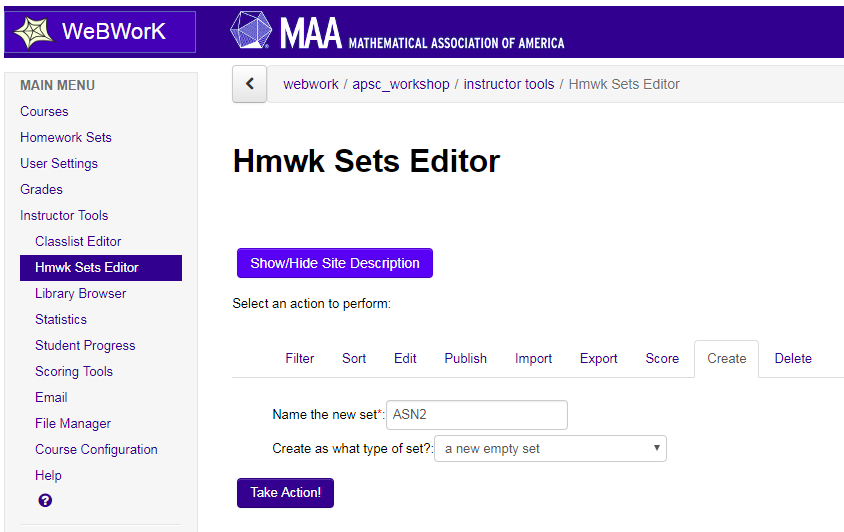 WeBWorK
MAA MATHEMATICAL ASSOCIATION OF AMERICA
MAIN MENU
Courses
Homework Sets
User Settings
Grades
Instructor Tools
Classlist Editor
Hmwk Sets Editor
Library Browser
Statistics
Student Progress
Scoring Tools
Email
File Manager
Course Configuration
Help
?
webwork / apsc_workshop / instructor tools / Hmwk Sets Editor
Hmwk Sets Editor
Show/Hide Site Description
Select an action to perform:
Filter Sort Edit Publish Import Export Score Create Delete
Name the new set*: ASN2
Create as what type of set?: a new empty set
Take Action!